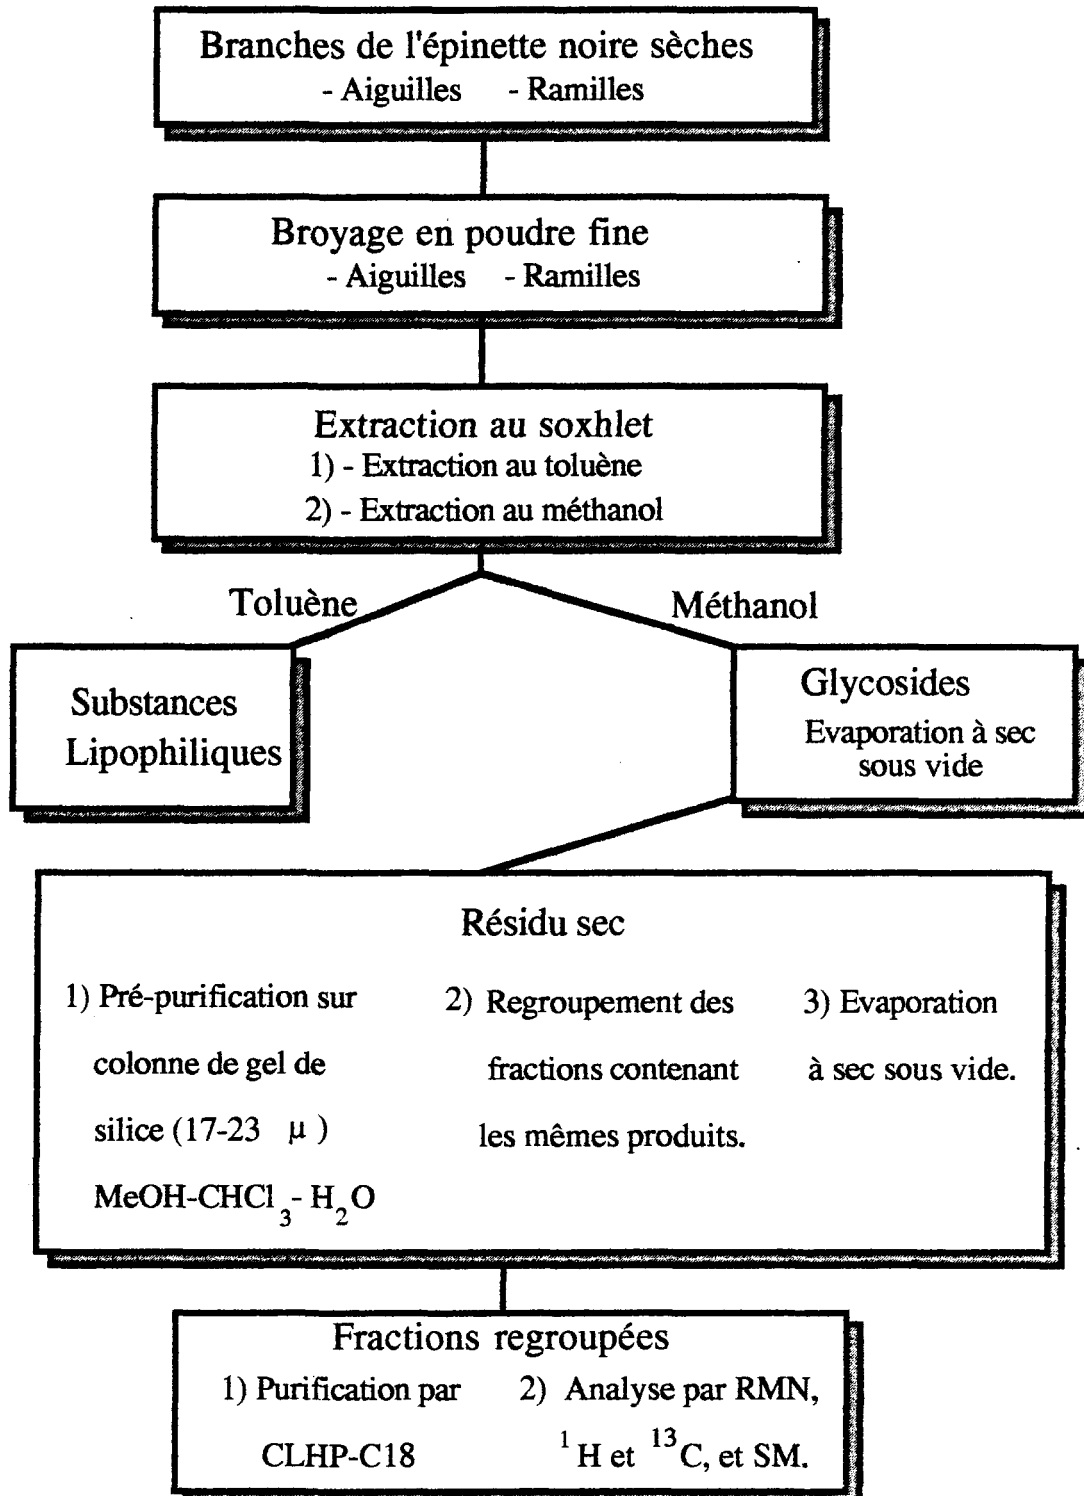 Branches de l'épinette noire sèches
- Aiguilles - Ramilles
Broyage en poudre fine
- Aiguilles - Ramilles
Extraction au soxhlet
1) - Extraction au toluène
2) - Extraction au méthanol
Toluène
Méthanol
Substances
Lipophiliques
Glycosides
Evaporation à sec
sous vide
Résidu sec
1) Pré-purification sur
colonne de gel de
silice (17-23 μ )
MeOH-CHCl3- H2O
2) Regroupement des
fractions contenant
les mêmes produits.
3) Evaporation
à sec sous vide.
Fractions regroupées
1) Purification par
CLHP-C18
2) Analyse par RMN,
1H et 13C, et SM.